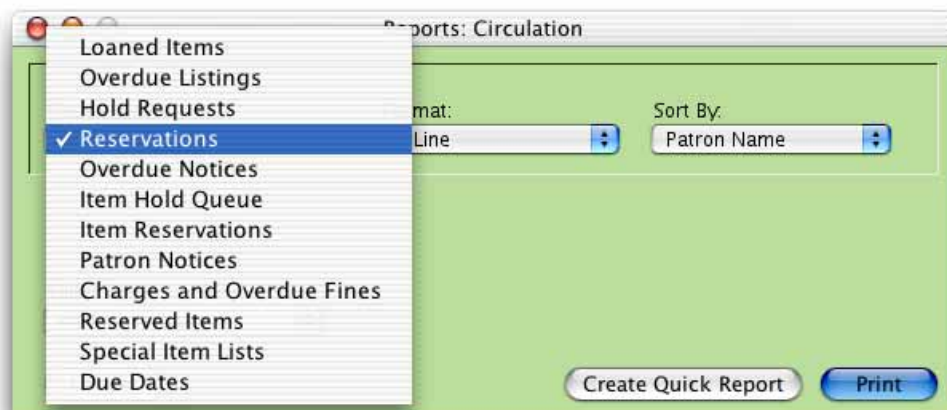 Reports: Circulation
Loaned Items
Overdue Listings
Hold Requests
✓ Reservations
Overdue Notices
Item Hold Queue
Item Reservations
Patron Notices
Charges and Overdue Fines
Reserved Items
Special Item Lists
Due Dates
mat:
Line
Sort By:
Patron Name
Create Quick Report
Print